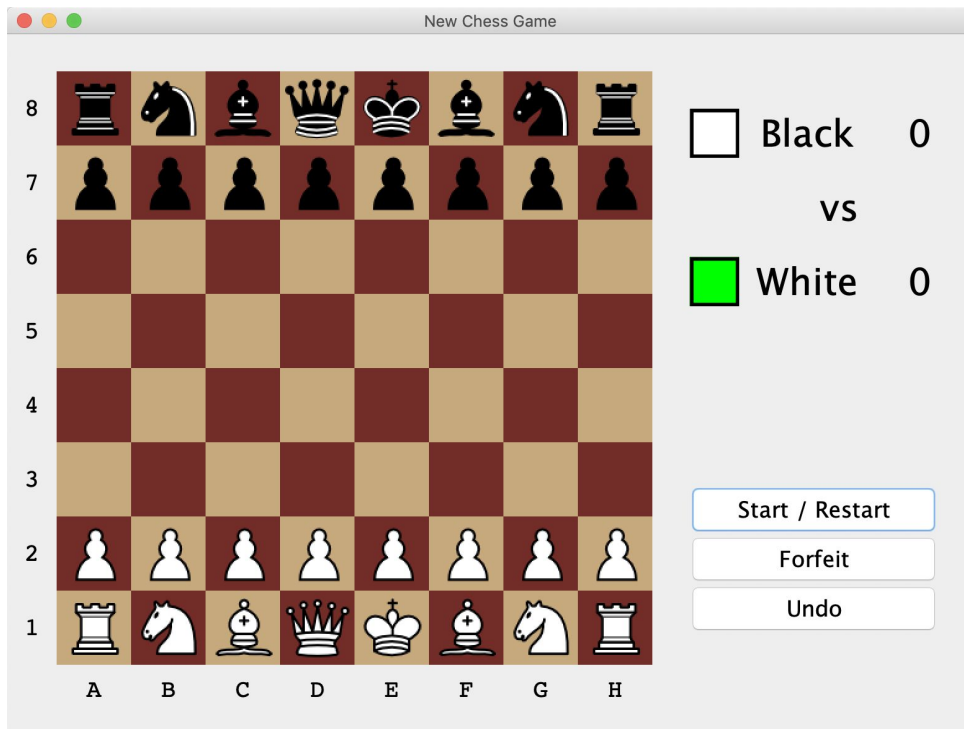 New Chess Game
8
7
6
5
4
3
2
1
A B C D E F G H
Black 0
vs
White 0
Start / Restart
Forfeit
Undo